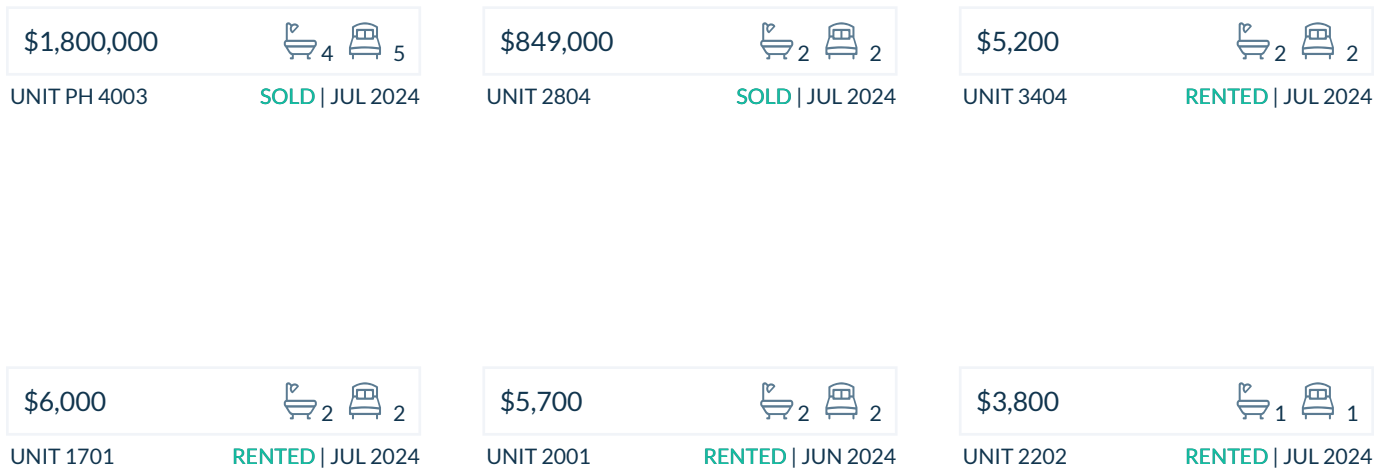 $1,800,000 4 5
UNIT PH 4003 SOLD | JUL 2024
$849,000 2 2
UNIT 2804 SOLD | JUL 2024
$5,200 2 2
UNIT 3404 RENTED | JUL 2024
$6,000 2 2
UNIT 1701 RENTED | JUL 2024
$5,700 2 2
UNIT 2001 RENTED | JUN 2024
$3,800 1 1
UNIT 2202 RENTED | JUL 2024